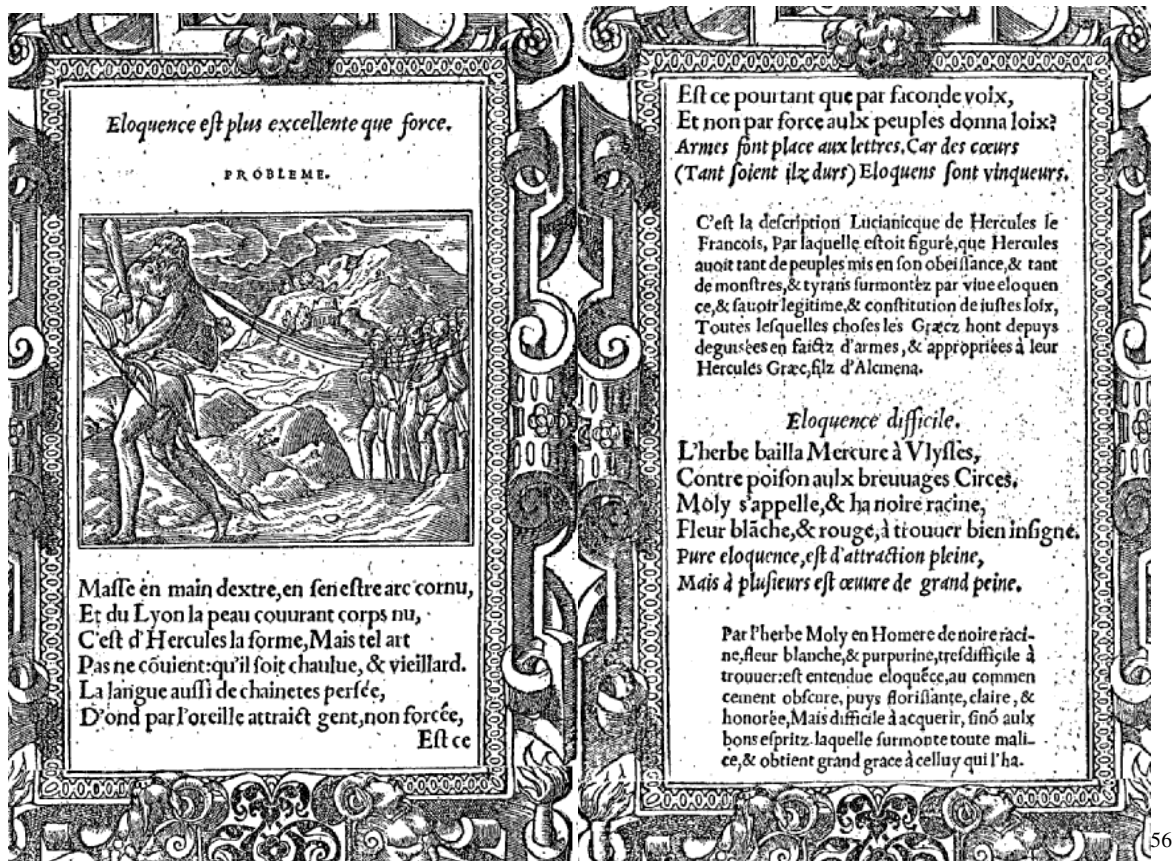 Eloquence est plus excellente que force.
PROBLEME.
Masse en main dextre, en senestre arc cornu,
Et du Lyon la peau couurant corps nu,
C'est d'Hercules la forme, Mais tel art
Pas ne cõuient: qu'il soit chaulue, & vieillard.
La langue aussi de chainetes persée,
D'ond par l'oreille attraict gent, non forcée,
Est ce
Est ce pourtant que par faconde voix,
Et non par force aulx peuples donna loix?
Armes font place aux lettres. Car des cœurs
(Tant soient ilz durs) Eloquens sont vinqueurs.
C'est la description Lucianicque de Hercules le
Francois, Par laquelle estoit figuré, que Hercules
auoit tant de peuples mis en son obeissance, & tant
de monstres, & tyrans surmontez par viue eloquen
ce, & sauoir legitime, & constitution de iustes loix,
Toutes lesquelles choses les Græcz hont depuys
deguisées en faictz d'armes, & appropriées à leur
Hercules Græc, filz d'Alcmena.
Eloquence difficile.
L'herbe bailla Mercure à Vlysses,
Contre poison aulx breuuages Circes.
Moly s'appelle, & ha noire racine,
Fleur blãche, & rouge, à trouuer bien insigne.
Pure eloquence, est d'attraction pleine,
Mais à plusieurs est œuure de grand peine.
Par l'herbe Moly en Homere de noire raci-
ne, fleur blanche, & purpurine, tresdifficile à
trouuer: est entendue eloquẽce, au commen
cement obscure, puys florissante, claire, &
honorée, Mais difficile à acquerir, sinõ aulx
bons espritz. laquelle surmonte toute mali-
ce, & obtient grand grace à celluy qui l'ha.
56